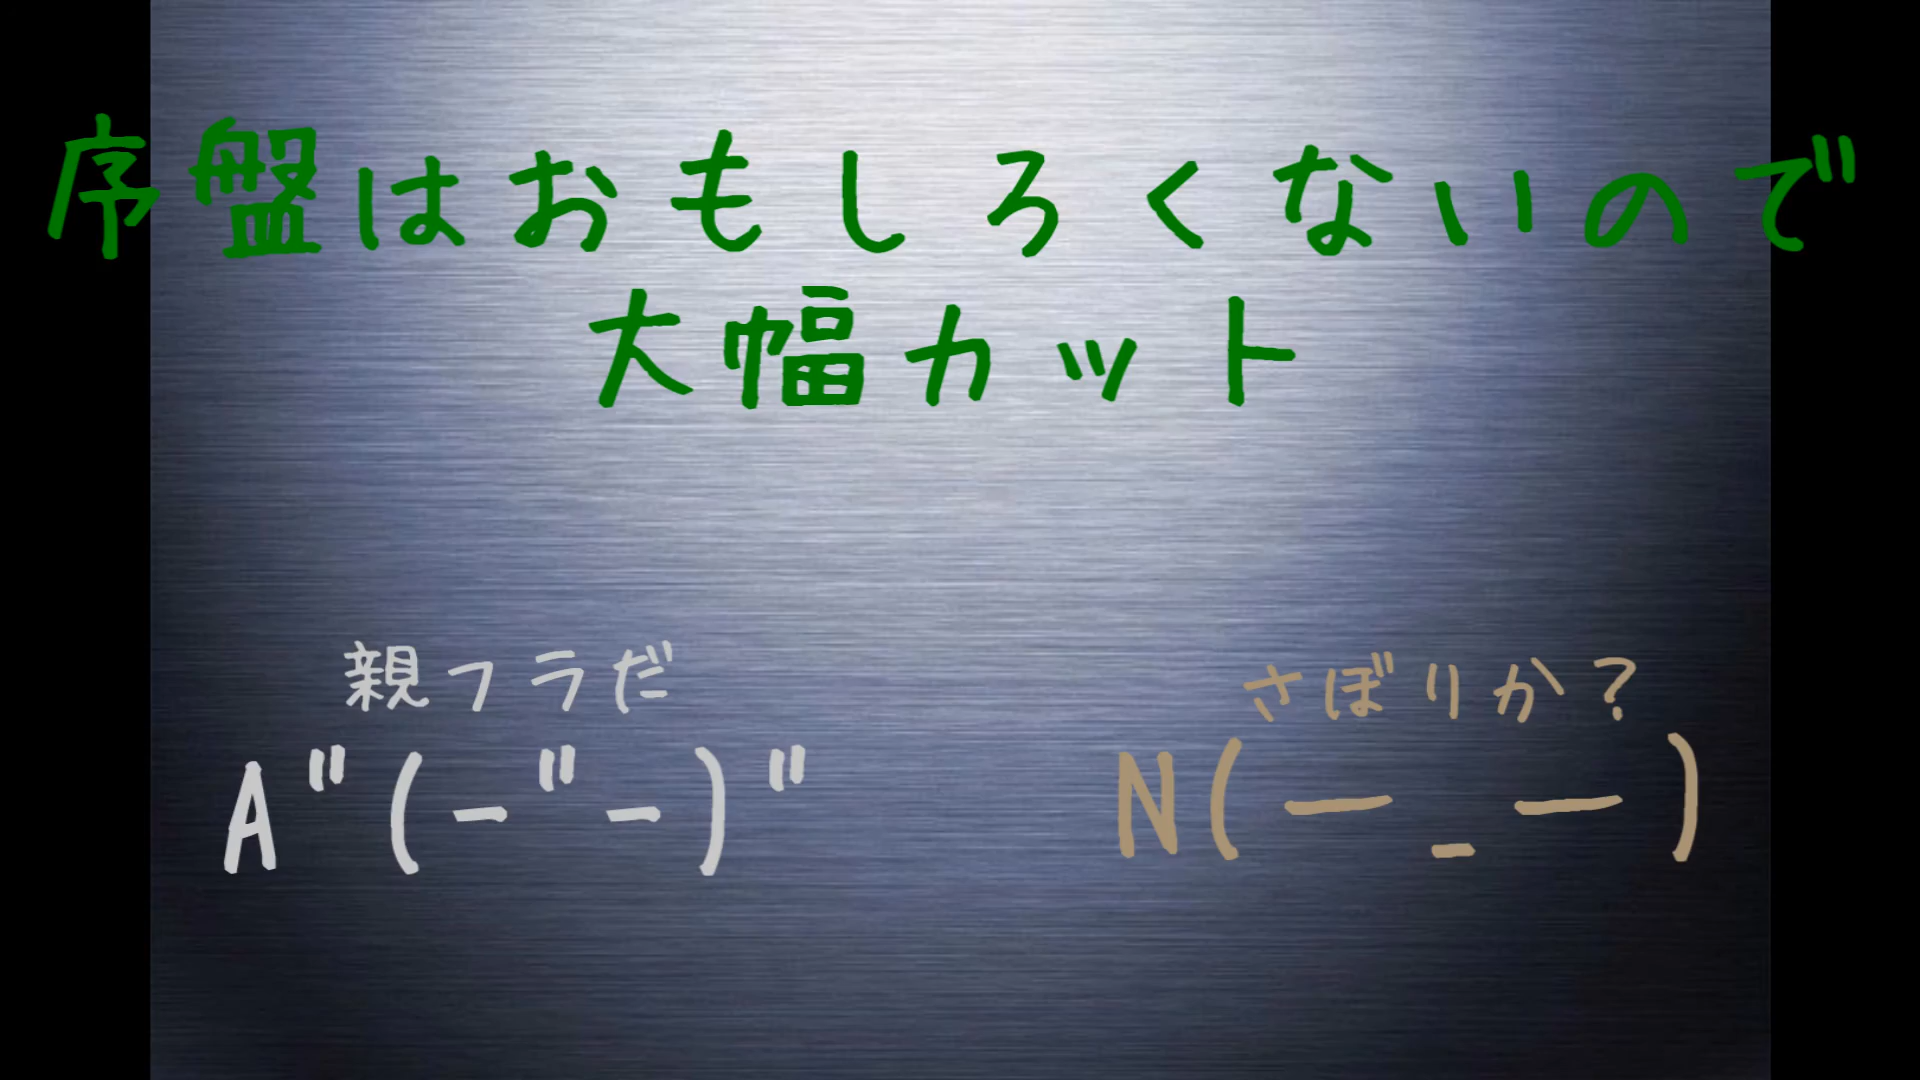 序盤はおもしろくないので
大幅カット
親フラだ
さぼりか？
A"(-"-)"
N(ー_ー)